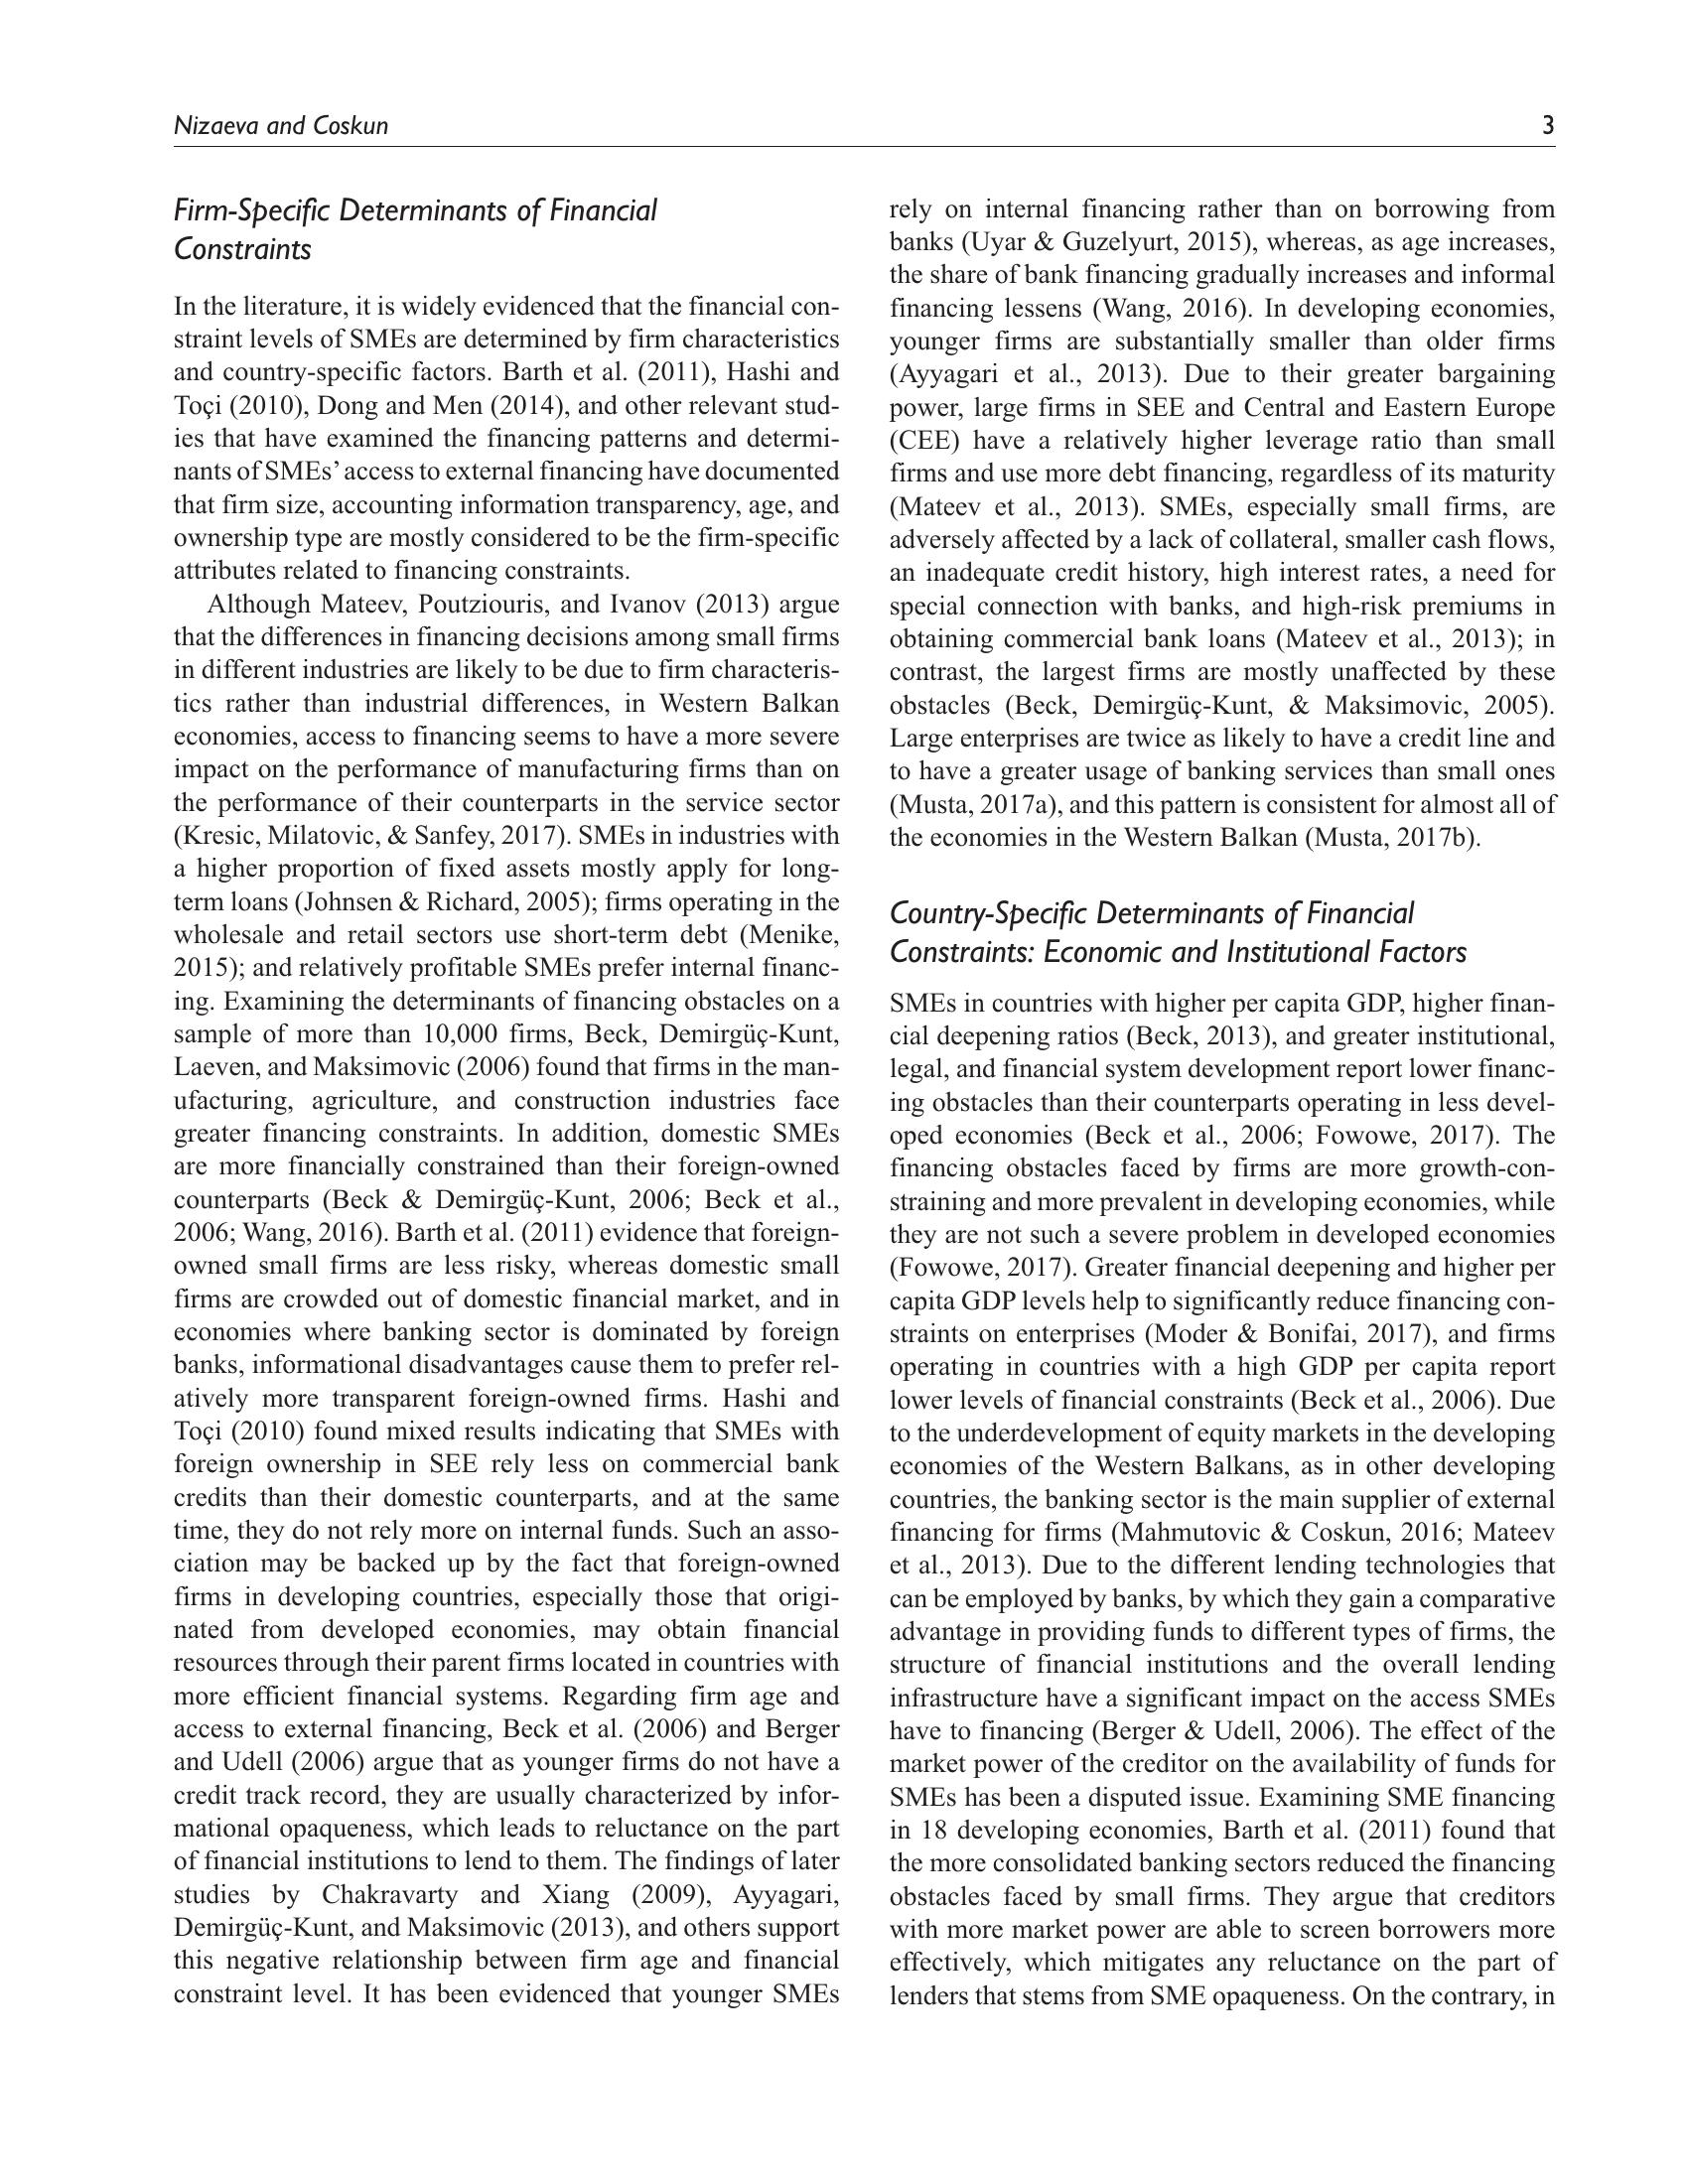 Nizaeva and Coskun
3
Firm-Specific Determinants of Financial
Constraints
In the literature, it is widely evidenced that the financial con-
straint levels of SMEs are determined by firm characteristics
and country-specific factors. Barth et al. (2011), Hashi and
Toçi (2010), Dong and Men (2014), and other relevant stud-
ies that have examined the financing patterns and determi-
nants of SMEs’ access to external financing have documented
that firm size, accounting information transparency, age, and
ownership type are mostly considered to be the firm-specific
attributes related to financing constraints.
Although Mateev, Poutziouris, and Ivanov (2013) argue
that the differences in financing decisions among small firms
in different industries are likely to be due to firm characteris-
tics rather than industrial differences, in Western Balkan
economies, access to financing seems to have a more severe
impact on the performance of manufacturing firms than on
the performance of their counterparts in the service sector
(Kresic, Milatovic, & Sanfey, 2017). SMEs in industries with
a higher proportion of fixed assets mostly apply for long-
term loans (Johnsen & Richard, 2005); firms operating in the
wholesale and retail sectors use short-term debt (Menike,
2015); and relatively profitable SMEs prefer internal financ-
ing. Examining the determinants of financing obstacles on a
sample of more than 10,000 firms, Beck, Demirgüç-Kunt,
Laeven, and Maksimovic (2006) found that firms in the man-
ufacturing, agriculture, and construction industries face
greater financing constraints. In addition, domestic SMEs
are more financially constrained than their foreign-owned
counterparts (Beck & Demirgüç-Kunt, 2006; Beck et al.,
2006; Wang, 2016). Barth et al. (2011) evidence that foreign-
owned small firms are less risky, whereas domestic small
firms are crowded out of domestic financial market, and in
economies where banking sector is dominated by foreign
banks, informational disadvantages cause them to prefer rel-
atively more transparent foreign-owned firms. Hashi and
Toçi (2010) found mixed results indicating that SMEs with
foreign ownership in SEE rely less on commercial bank
credits than their domestic counterparts, and at the same
time, they do not rely more on internal funds. Such an asso-
ciation may be backed up by the fact that foreign-owned
firms in developing countries, especially those that origi-
nated from developed economies, may obtain financial
resources through their parent firms located in countries with
more efficient financial systems. Regarding firm age and
access to external financing, Beck et al. (2006) and Berger
and Udell (2006) argue that as younger firms do not have a
credit track record, they are usually characterized by infor-
mational opaqueness, which leads to reluctance on the part
of financial institutions to lend to them. The findings of later
studies by Chakravarty and Xiang (2009), Ayyagari,
Demirgüç-Kunt, and Maksimovic (2013), and others support
this negative relationship between firm age and financial
constraint level. It has been evidenced that younger SMEs
rely on internal financing rather than on borrowing from
banks (Uyar & Guzelyurt, 2015), whereas, as age increases,
the share of bank financing gradually increases and informal
financing lessens (Wang, 2016). In developing economies,
younger firms are substantially smaller than older firms
(Ayyagari et al., 2013). Due to their greater bargaining
power, large firms in SEE and Central and Eastern Europe
(CEE) have a relatively higher leverage ratio than small
firms and use more debt financing, regardless of its maturity
(Mateev et al., 2013). SMEs, especially small firms, are
adversely affected by a lack of collateral, smaller cash flows,
an inadequate credit history, high interest rates, a need for
special connection with banks, and high-risk premiums in
obtaining commercial bank loans (Mateev et al., 2013); in
contrast, the largest firms are mostly unaffected by these
obstacles (Beck, Demirgüç-Kunt, & Maksimovic, 2005).
Large enterprises are twice as likely to have a credit line and
to have a greater usage of banking services than small ones
(Musta, 2017a), and this pattern is consistent for almost all of
the economies in the Western Balkan (Musta, 2017b).
Country-Specific Determinants of Financial
Constraints: Economic and Institutional Factors
SMEs in countries with higher per capita GDP, higher finan-
cial deepening ratios (Beck, 2013), and greater institutional,
legal, and financial system development report lower financ-
ing obstacles than their counterparts operating in less devel-
oped economies (Beck et al., 2006; Fowowe, 2017). The
financing obstacles faced by firms are more growth-con-
straining and more prevalent in developing economies, while
they are not such a severe problem in developed economies
(Fowowe, 2017). Greater financial deepening and higher per
capita GDP levels help to significantly reduce financing con-
straints on enterprises (Moder & Bonifai, 2017), and firms
operating in countries with a high GDP per capita report
lower levels of financial constraints (Beck et al., 2006). Due
to the underdevelopment of equity markets in the developing
economies of the Western Balkans, as in other developing
countries, the banking sector is the main supplier of external
financing for firms (Mahmutovic & Coskun, 2016; Mateev
et al., 2013). Due to the different lending technologies that
can be employed by banks, by which they gain a comparative
advantage in providing funds to different types of firms, the
structure of financial institutions and the overall lending
infrastructure have a significant impact on the access SMEs
have to financing (Berger & Udell, 2006). The effect of the
market power of the creditor on the availability of funds for
SMEs has been a disputed issue. Examining SME financing
in 18 developing economies, Barth et al. (2011) found that
the more consolidated banking sectors reduced the financing
obstacles faced by small firms. They argue that creditors
with more market power are able to screen borrowers more
effectively, which mitigates any reluctance on the part of
lenders that stems from SME opaqueness. On the contrary, in